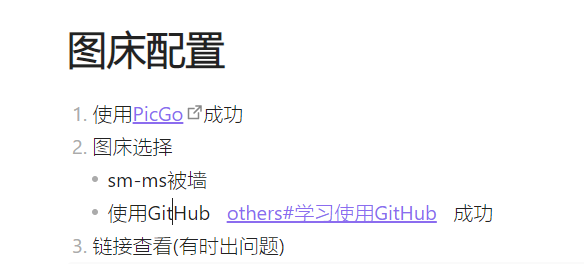 图床配置
1. 使用PicGo成功
2. 图床选择
• sm-ms被墙
• 使用GitHub others#学习使用GitHub 成功
3. 链接查看(有时出问题)